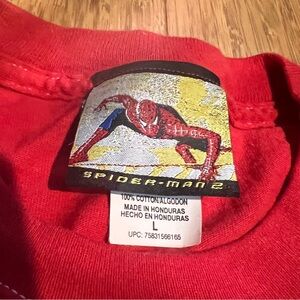 SPIDER-MAN 2
100% COTTON/ALGODON
MADE IN HONDURAS
HECHO EN HONDURAS
L
UPC: 75831566165